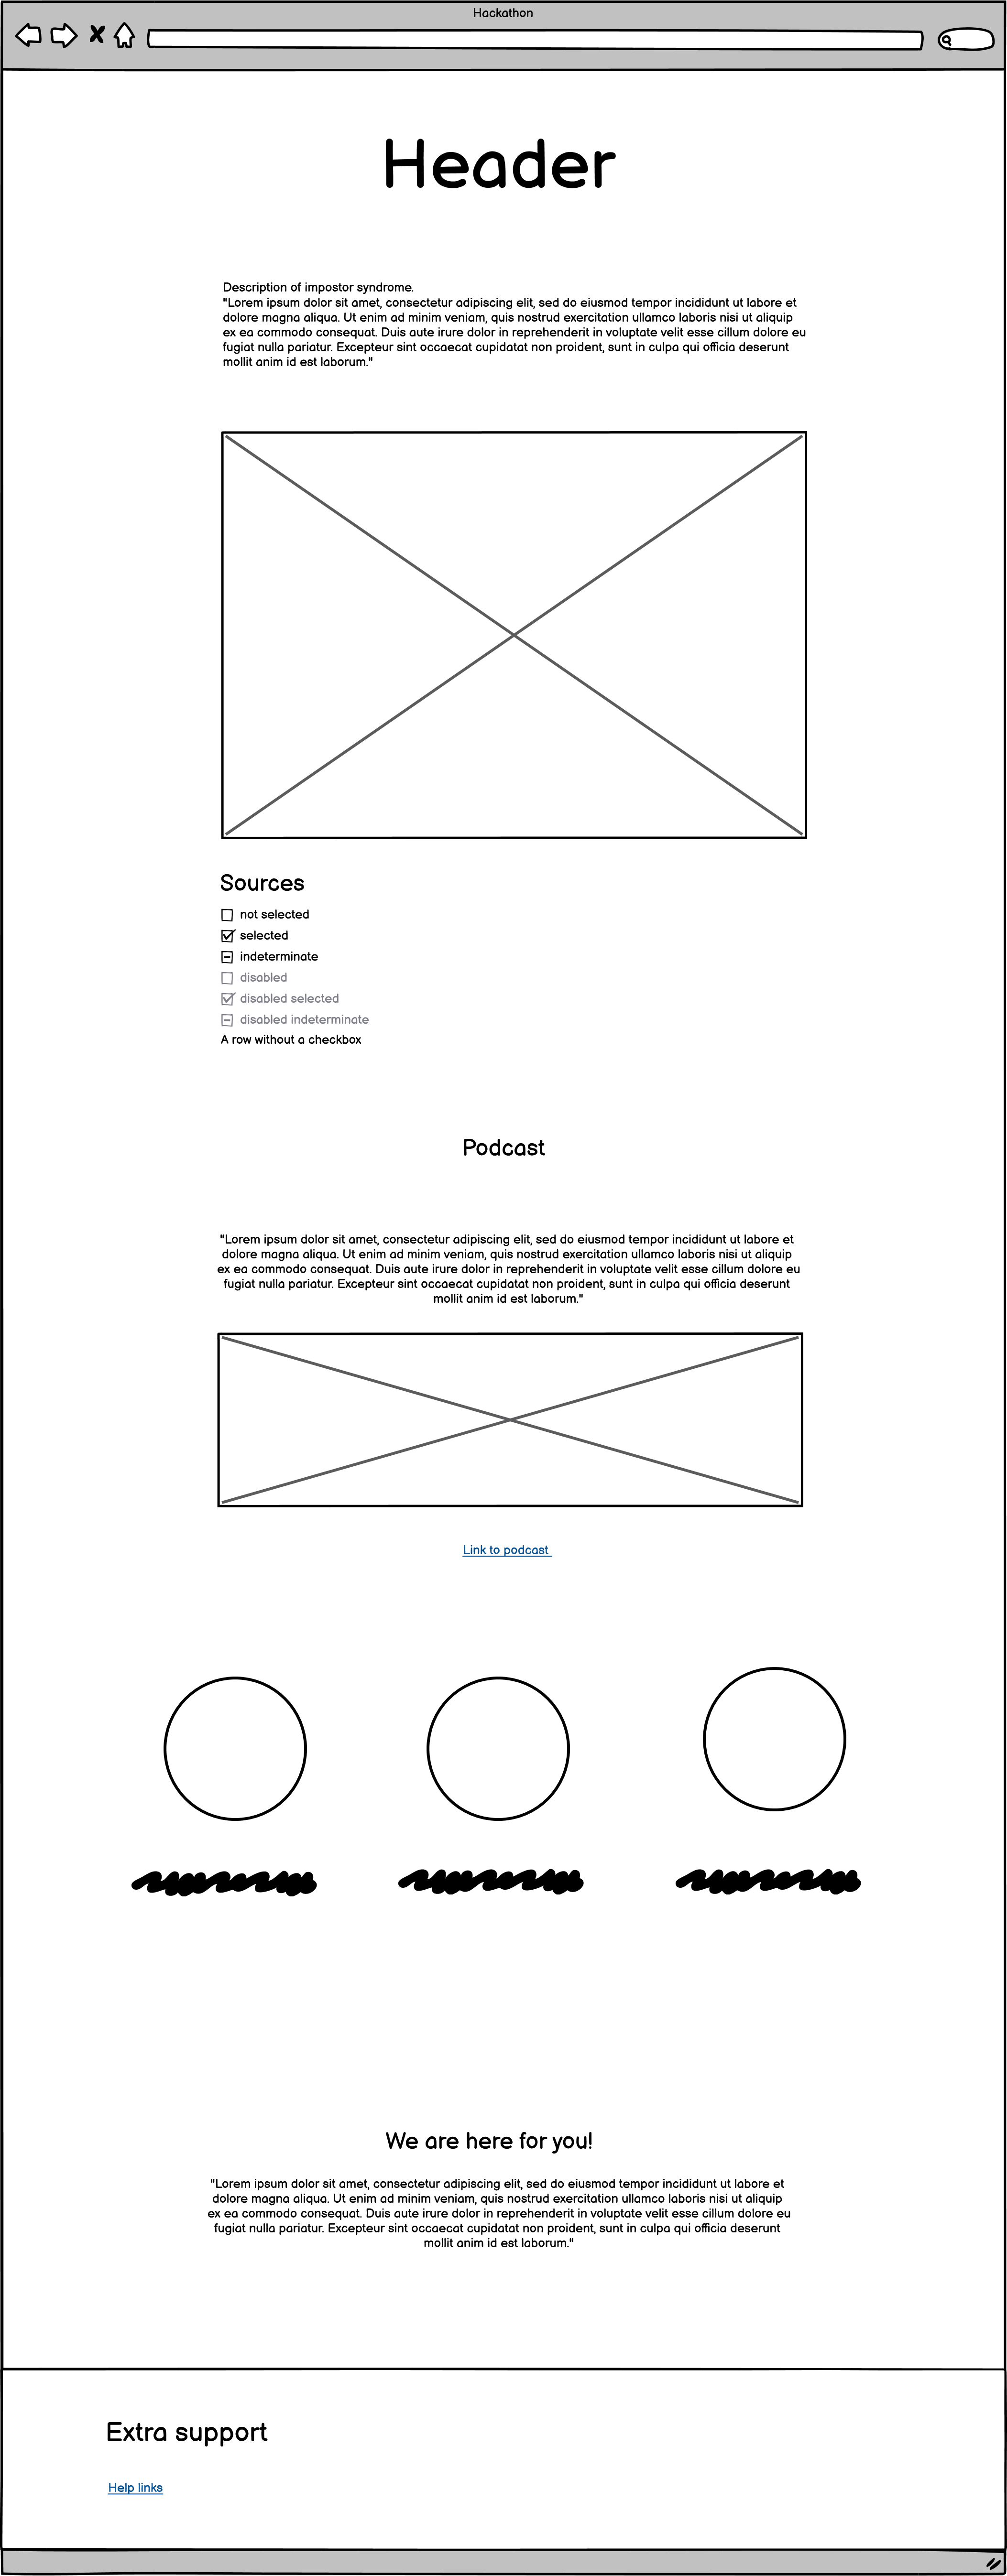 Hackathon
Header
Description of impostor syndrome.
"Lorem ipsum dolor sit amet, consectetur adipiscing elit, sed do eiusmod tempor incididunt ut labore et
dolore magna aliqua. Ut enim ad minim veniam, quis nostrud exercitation ullamco laboris nisi ut aliquip
ex ea commodo consequat. Duis aute irure dolor in reprehenderit in voluptate velit esse cillum dolore eu
fugiat nulla pariatur. Excepteur sint occaecat cupidatat non proident, sunt in culpa qui officia deserunt
mollit anim id est laborum."
Sources
not selected
selected
indeterminate
disabled
disabled selected
disabled indeterminate
A row without a checkbox
Podcast
"Lorem ipsum dolor sit amet, consectetur adipiscing elit, sed do eiusmod tempor incididunt ut labore et
dolore magna aliqua. Ut enim ad minim veniam, quis nostrud exercitation ullamco laboris nisi ut aliquip
ex ea commodo consequat. Duis aute irure dolor in reprehenderit in voluptate velit esse cillum dolore eu
fugiat nulla pariatur. Excepteur sint occaecat cupidatat non proident, sunt in culpa qui officia deserunt
mollit anim id est laborum."
Link to podcast
We are here for you!
"Lorem ipsum dolor sit amet, consectetur adipiscing elit, sed do eiusmod tempor incididunt ut labore et
dolore magna aliqua. Ut enim ad minim veniam, quis nostrud exercitation ullamco laboris nisi ut aliquip
ex ea commodo consequat. Duis aute irure dolor in reprehenderit in voluptate velit esse cillum dolore eu
fugiat nulla pariatur. Excepteur sint occaecat cupidatat non proident, sunt in culpa qui officia deserunt
mollit anim id est laborum."
Extra support
Help links